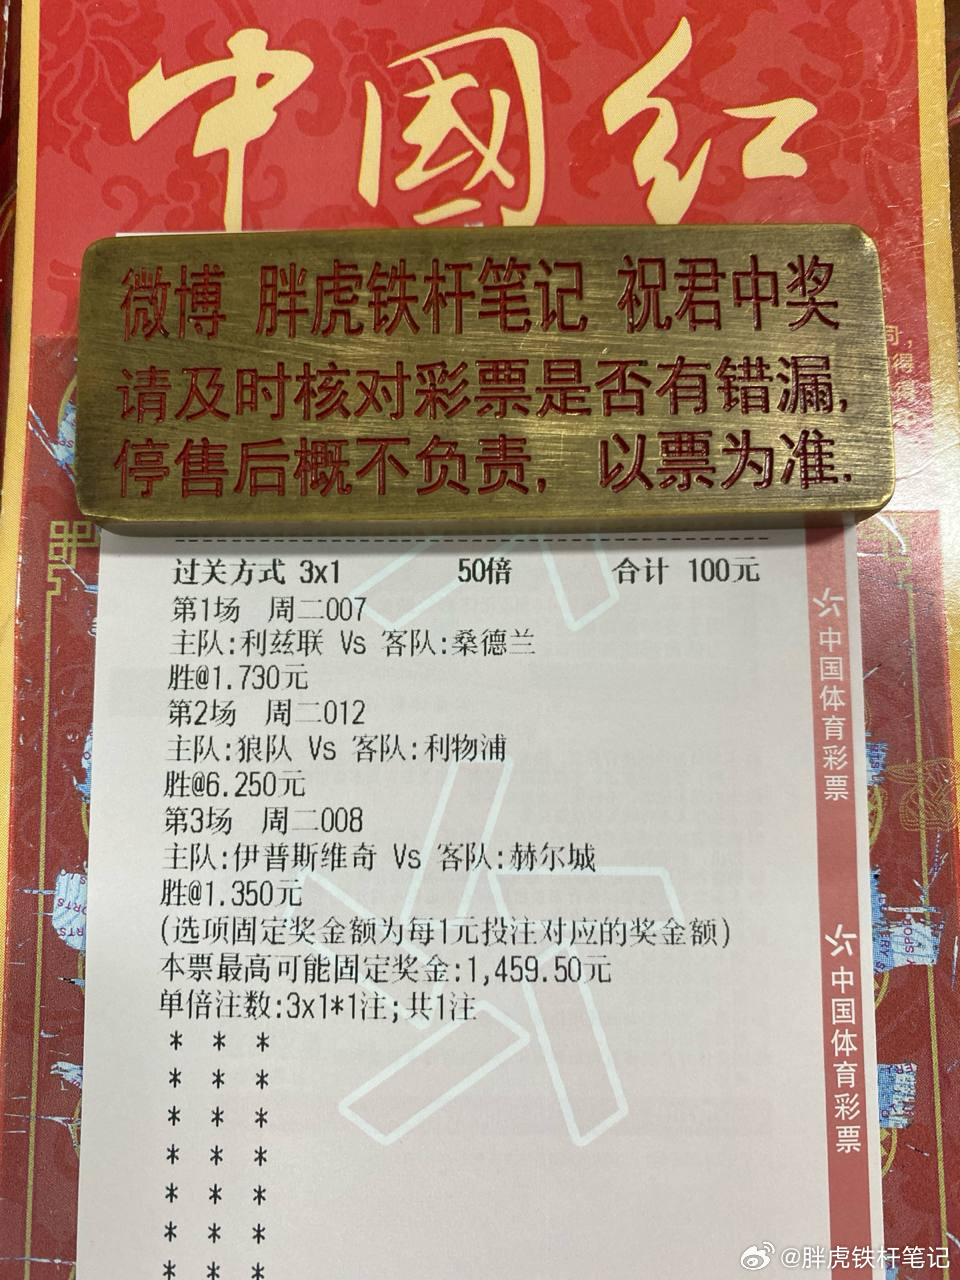 中國红
微博 胖虎铁杆笔记 祝君中奖
请及时核对彩票是否有错漏,
停售后概不负责, 以票为准.
过关方式 3x1 50倍 合计 100元
第1场 周二007
主队:利兹联 Vs 客队:桑德兰
胜@1.730元
第2场 周二012
主队:狼队 Vs 客队:利物浦
胜@6.250元
第3场 周二008
主队:伊普斯维奇 Vs 客队:赫尔城
胜@1.350元
(选项固定奖金额为每1元投注对应的奖金额)
本票最高可能固定奖金:1,459.50元
单倍注数:3x1*1注;共1注
* * *
* * *
* * *
* * *
* * *
* * *
* * *
中国体育彩票
中国体育彩票
@胖虎铁杆笔记